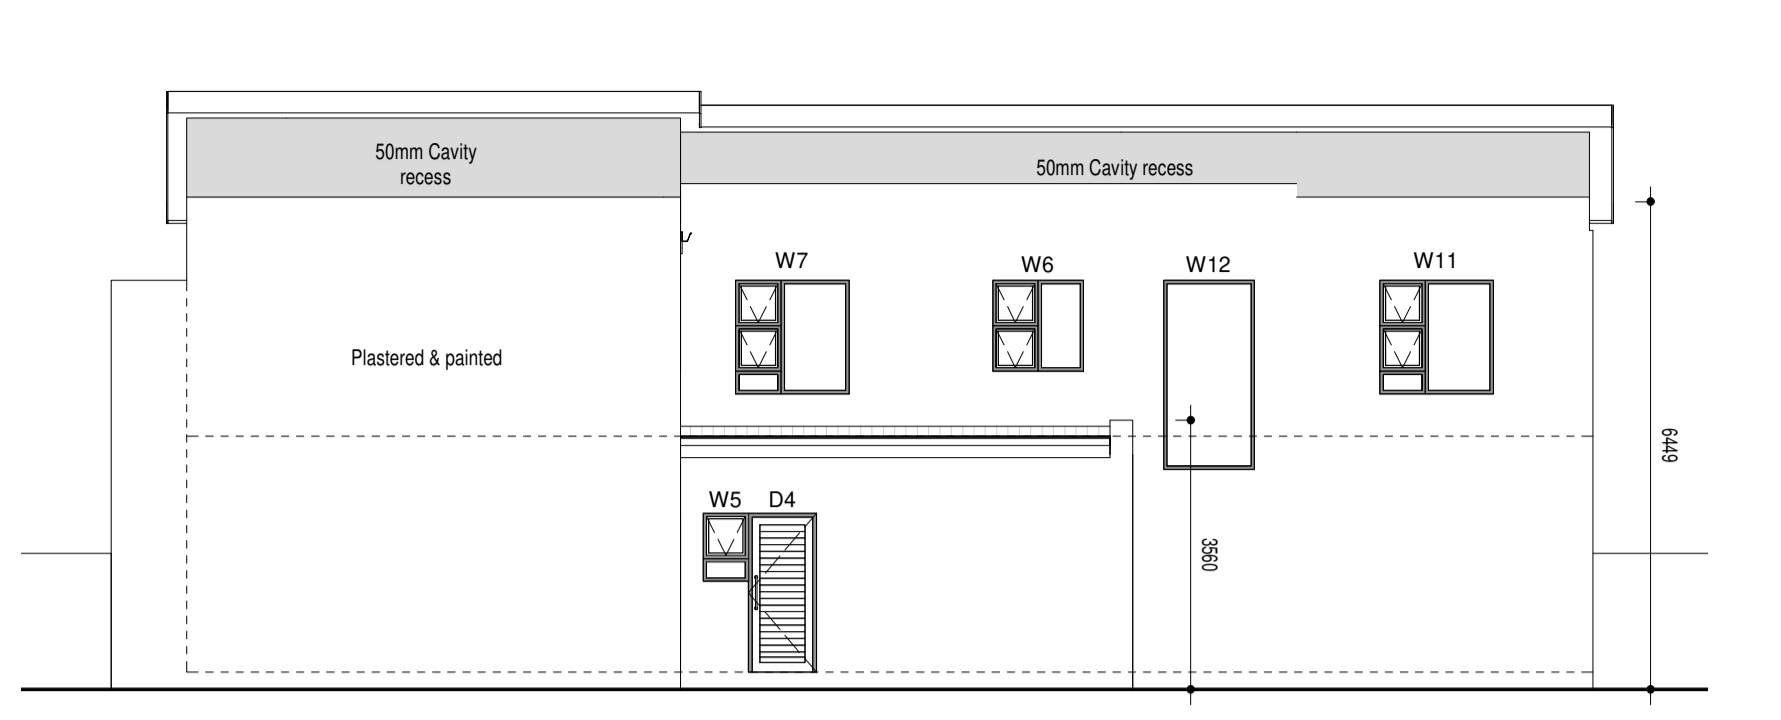 50mm Cavity
recess
50mm Cavity recess
W7
W6
W12
W11
Plastered & painted
6449
W5
D4
3560